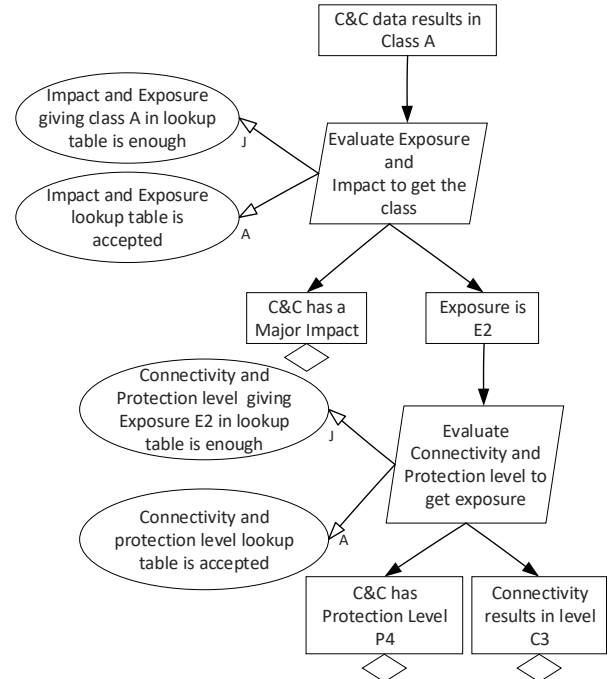 C&C data results in
Class A
Impact and Exposure
giving class A in lookup
table is enough
J
Evaluate Exposure
and
Impact to get the
class
Impact and Exposure
lookup table is
accepted
A
C&C has a
Major Impact
Exposure is
E2
Connectivity and
Protection level giving
Exposure E2 in lookup
table is enough
J
Evaluate
Connectivity and
Protection level to
get exposure
Connectivity and
protection level lookup
table is accepted
A
C&C has
Protection Level
P4
Connectivity
results in level
C3